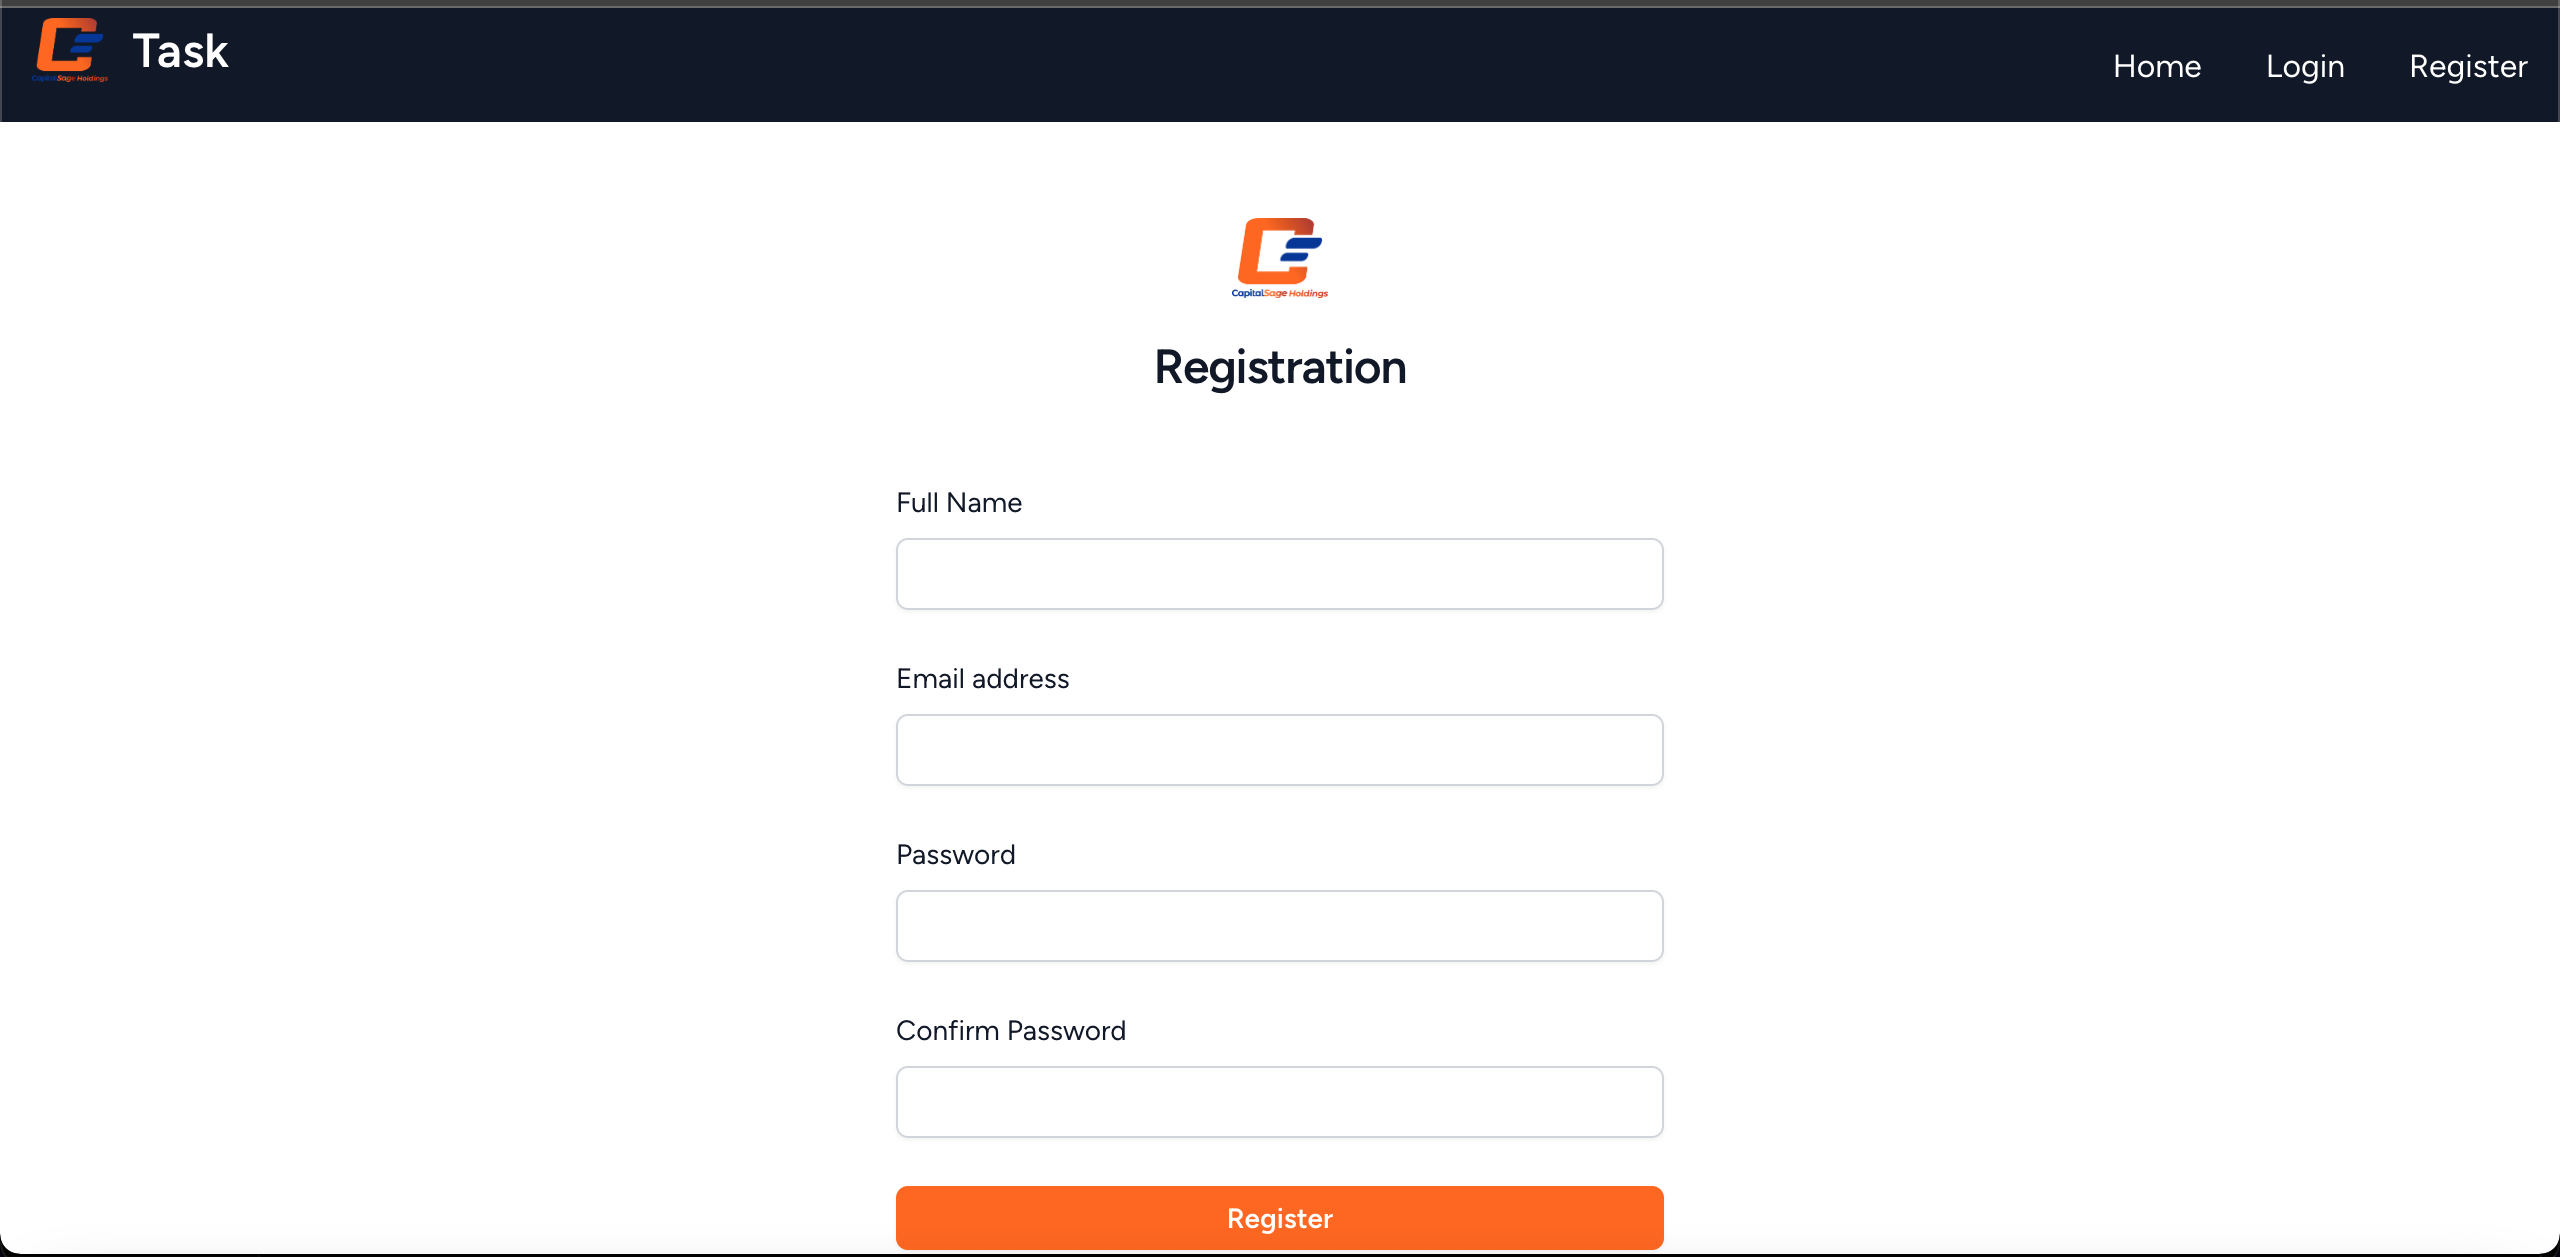 CapitalSage Holdings
Task
Home
Login
Register
CapitalSage Holdings
Registration
Full Name
Email address
Password
Confirm Password
Register